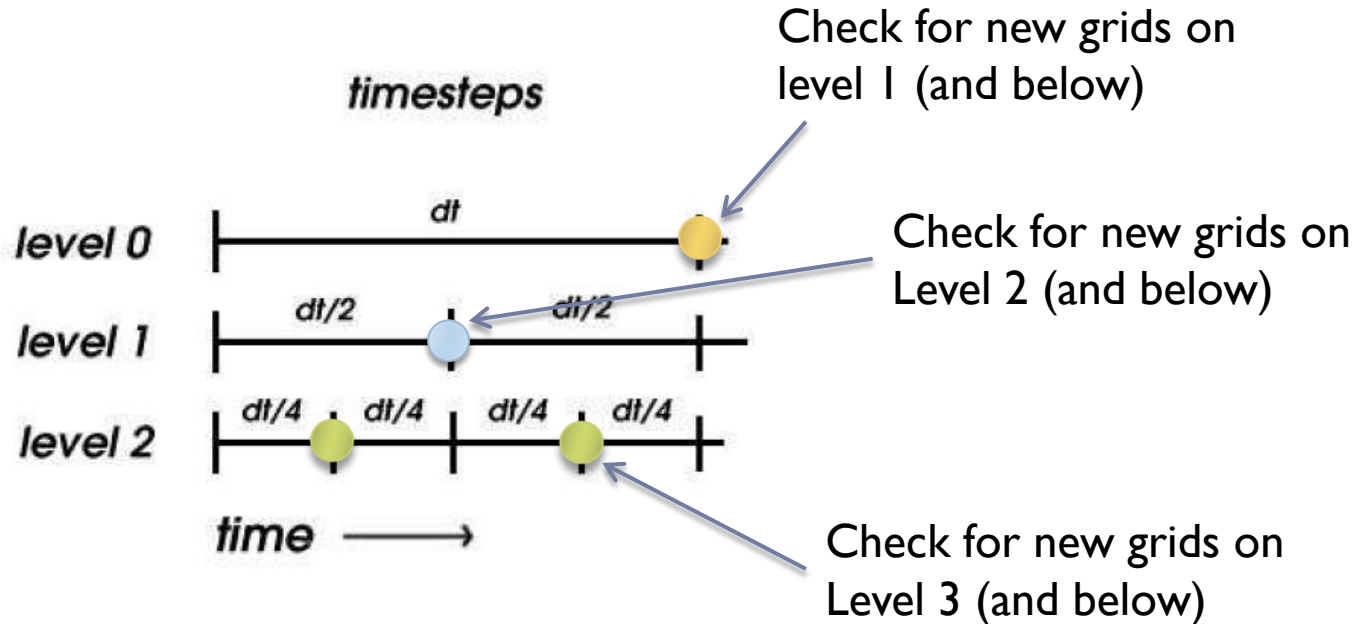 Check for new grids on
level 1 (and below)
timesteps
level 0
dt
Check for new grids on
Level 2 (and below)
level 1
dt/2
dt/2
level 2
dt/4
dt/4
dt/4
dt/4
time
Check for new grids on
Level 3 (and below)